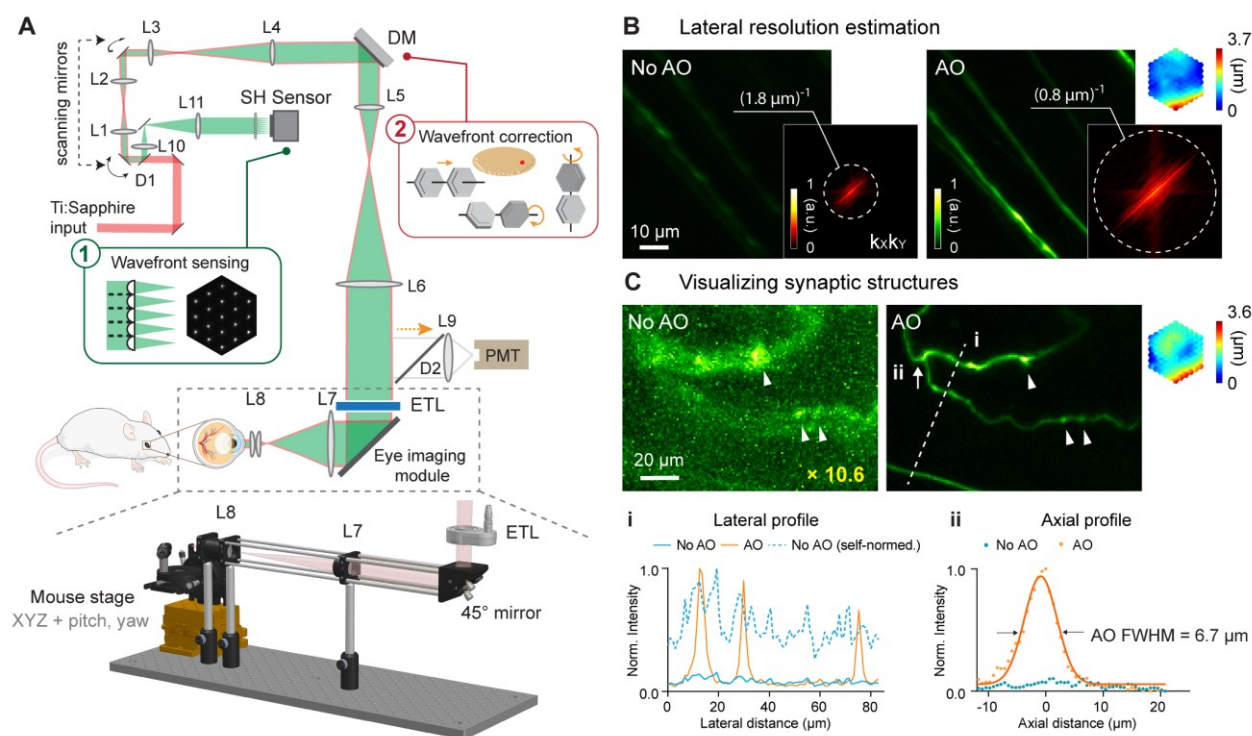 A
L3
L4
DM
scanning mirrors
L2
L11
SH Sensor
L1
L10
D1
L5
2
Wavefront correction
Ti:Sapphire
input
1
Wavefront sensing
L6
L9
D2
PMT
ETL
L8
L7
Eye imaging
module
L8
L7
ETL
Mouse stage
XYZ + pitch, yaw
45° mirror
B Lateral resolution estimation
No AO
(1.8 µm)⁻¹
1
(a.u.)
0
kXkY
10 µm
AO
(0.8 µm)⁻¹
1
(a.u.)
0
1
(a.u.)
0
3.7
(µm)
0
C Visualizing synaptic structures
No AO
20 µm
× 10.6
AO
i
ii
3.6
(µm)
0
i Lateral profile
No AO AO No AO (self-normed.)
1.0
Norm. Intensity
0.0
0 20 40 60 80
Lateral distance (µm)
ii Axial profile
No AO AO
1.0
Norm. Intensity
0.0
AO FWHM = 6.7 µm
-10 0 10 20
Axial distance (µm)